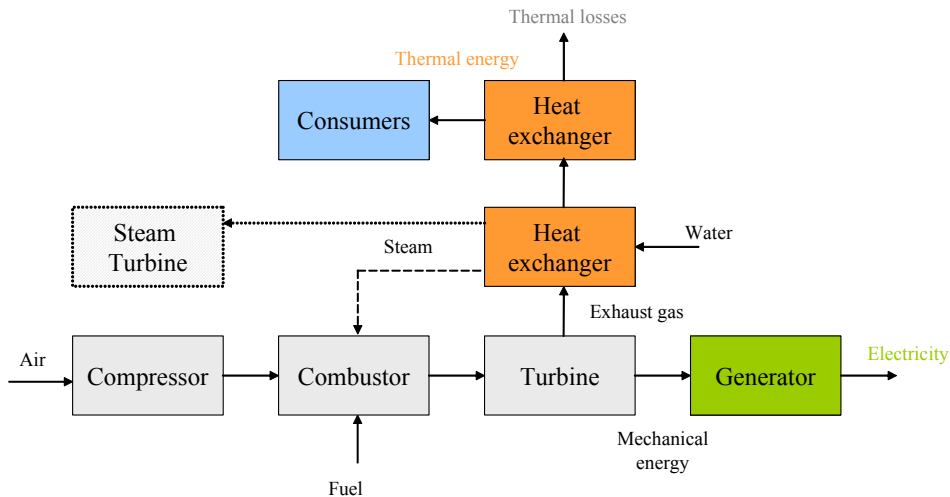 Thermal losses
Thermal energy
Consumers
Heat
exchanger
Steam
Turbine
Steam
Heat
exchanger
Water
Exhaust gas
Air
Compressor
Combustor
Turbine
Generator
Electricity
Mechanical
energy
Fuel